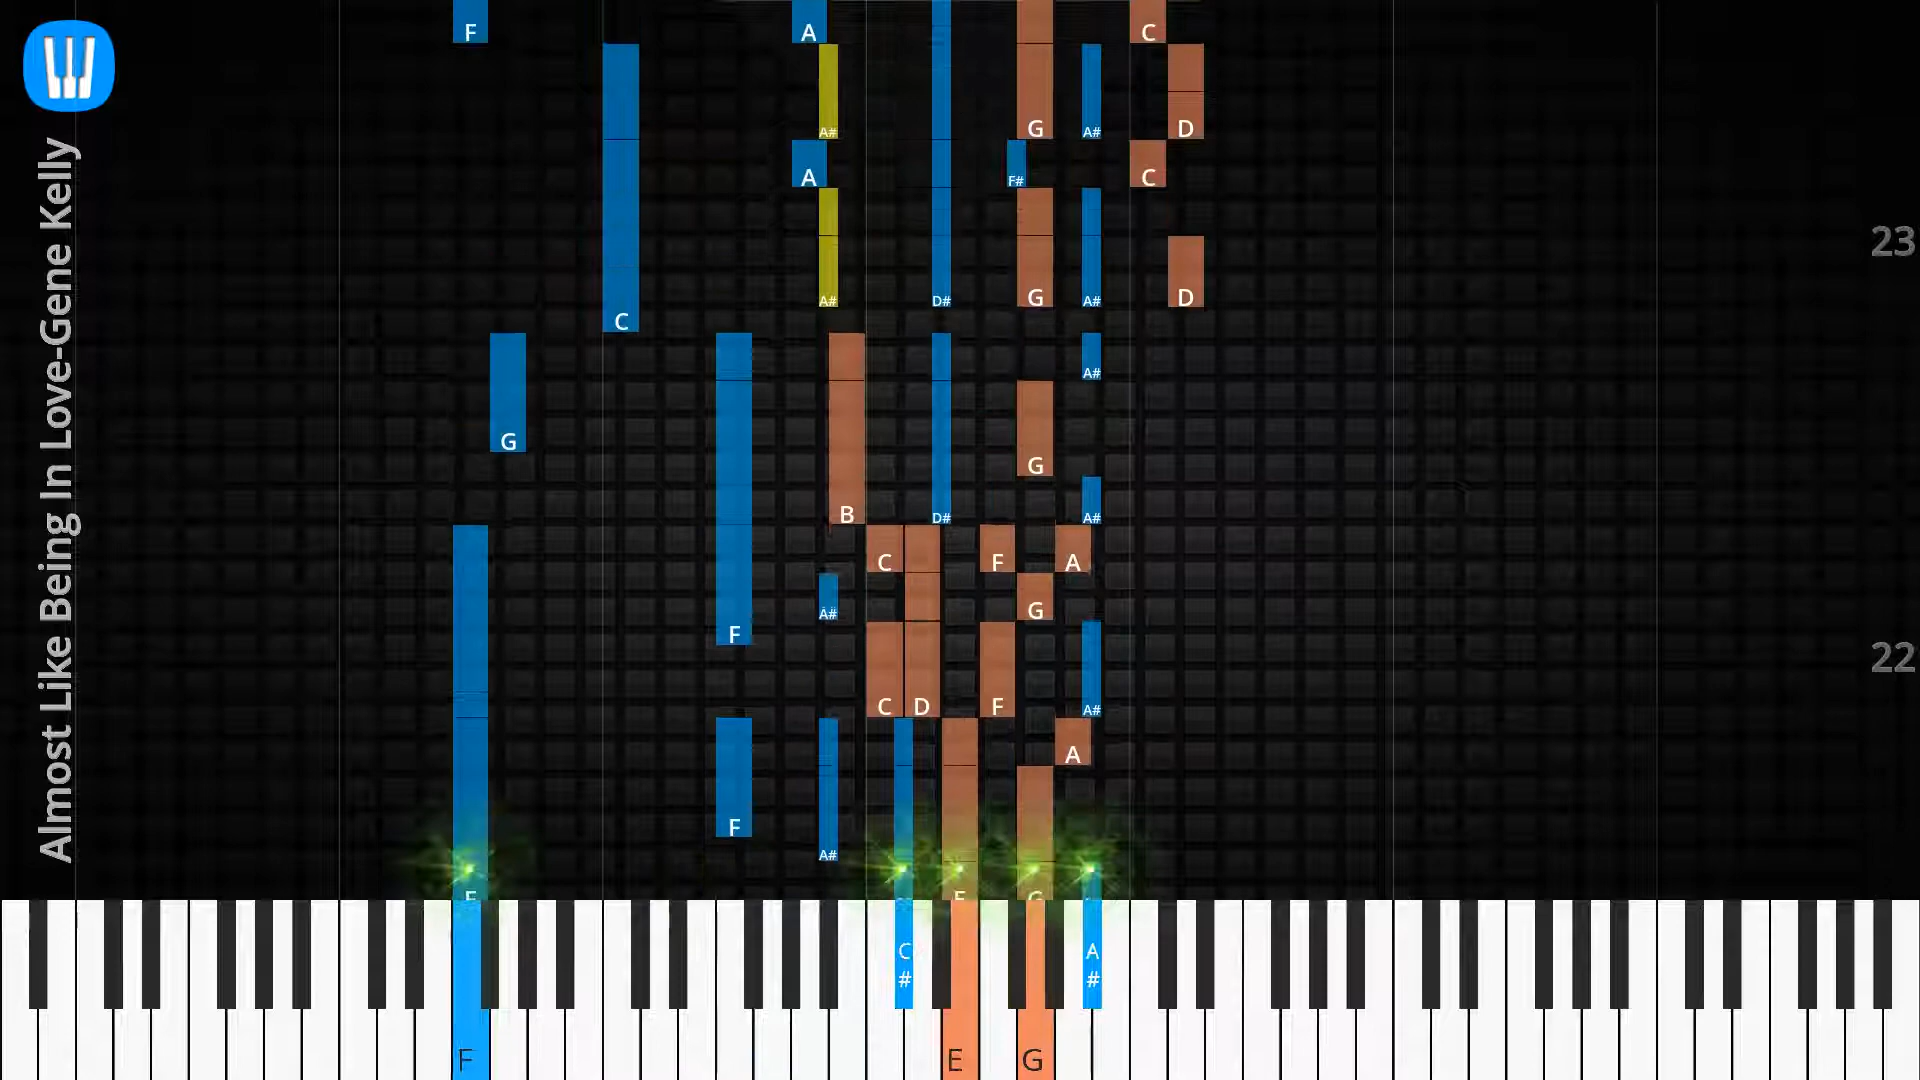 Almost Like Being In Love-Gene Kelly
F A C
A# G A# D
A F# C
23
A# D# G A# D
C
A#
G G
B D# A#
C F A
A# G
F
22
C D F A#
A
F
A#
F E G
C# A#
F E G